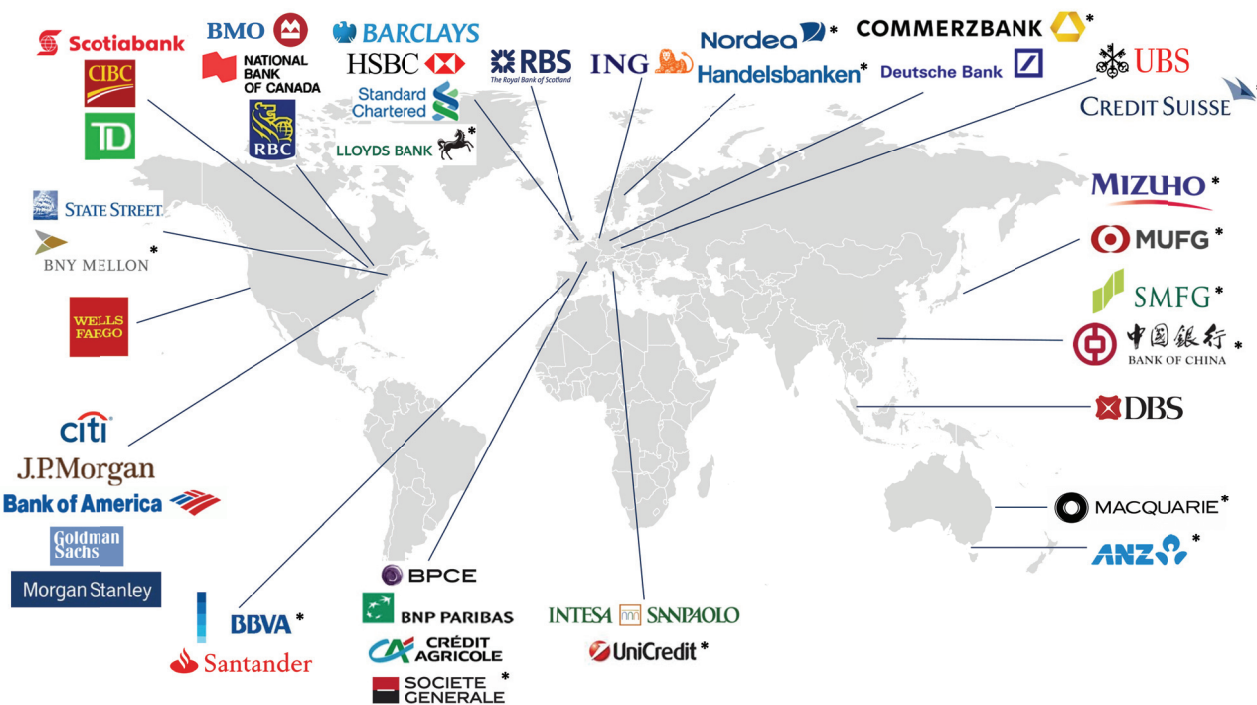 Scotiabank
CIBC
TD
BMO
NATIONAL
BANK
OF CANADA
RBC
BARCLAYS
HSBC
Standard
Chartered
LLOYDS BANK *
RBS
The Royal Bank of Scotland
ING
Nordea *
Handelsbanken *
COMMERZBANK *
Deutsche Bank
UBS
CREDIT SUISSE *
STATE STREET.
BNY MELLON *
WELLS
FARGO
MIZUHO *
MUFG *
SMFG *
中国银行
BANK OF CHINA *
DBS
MACQUARIE *
ANZ *
citi
J.P.Morgan
Bank of America
Goldman
Sachs
Morgan Stanley
BBVA *
Santander
BPCE
BNP PARIBAS
CRÉDIT
AGRICOLE
SOCIETE *
GENERALE
INTESA SANPAOLO
UniCredit *